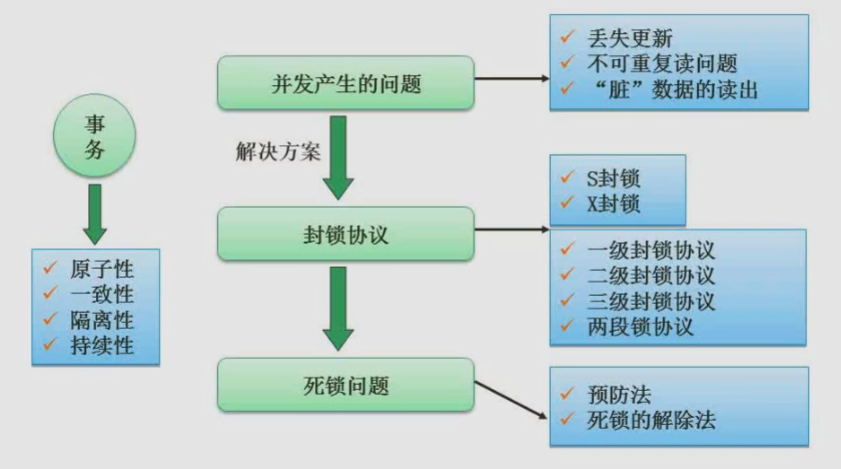 事
务
原子性
一致性
隔离性
持续性
并发产生的问题
丢失更新
不可重复读问题
“脏”数据的读出
解决方案
封锁协议
S封锁
X封锁
一级封锁协议
二级封锁协议
三级封锁协议
两段锁协议
死锁问题
预防法
死锁的解除法